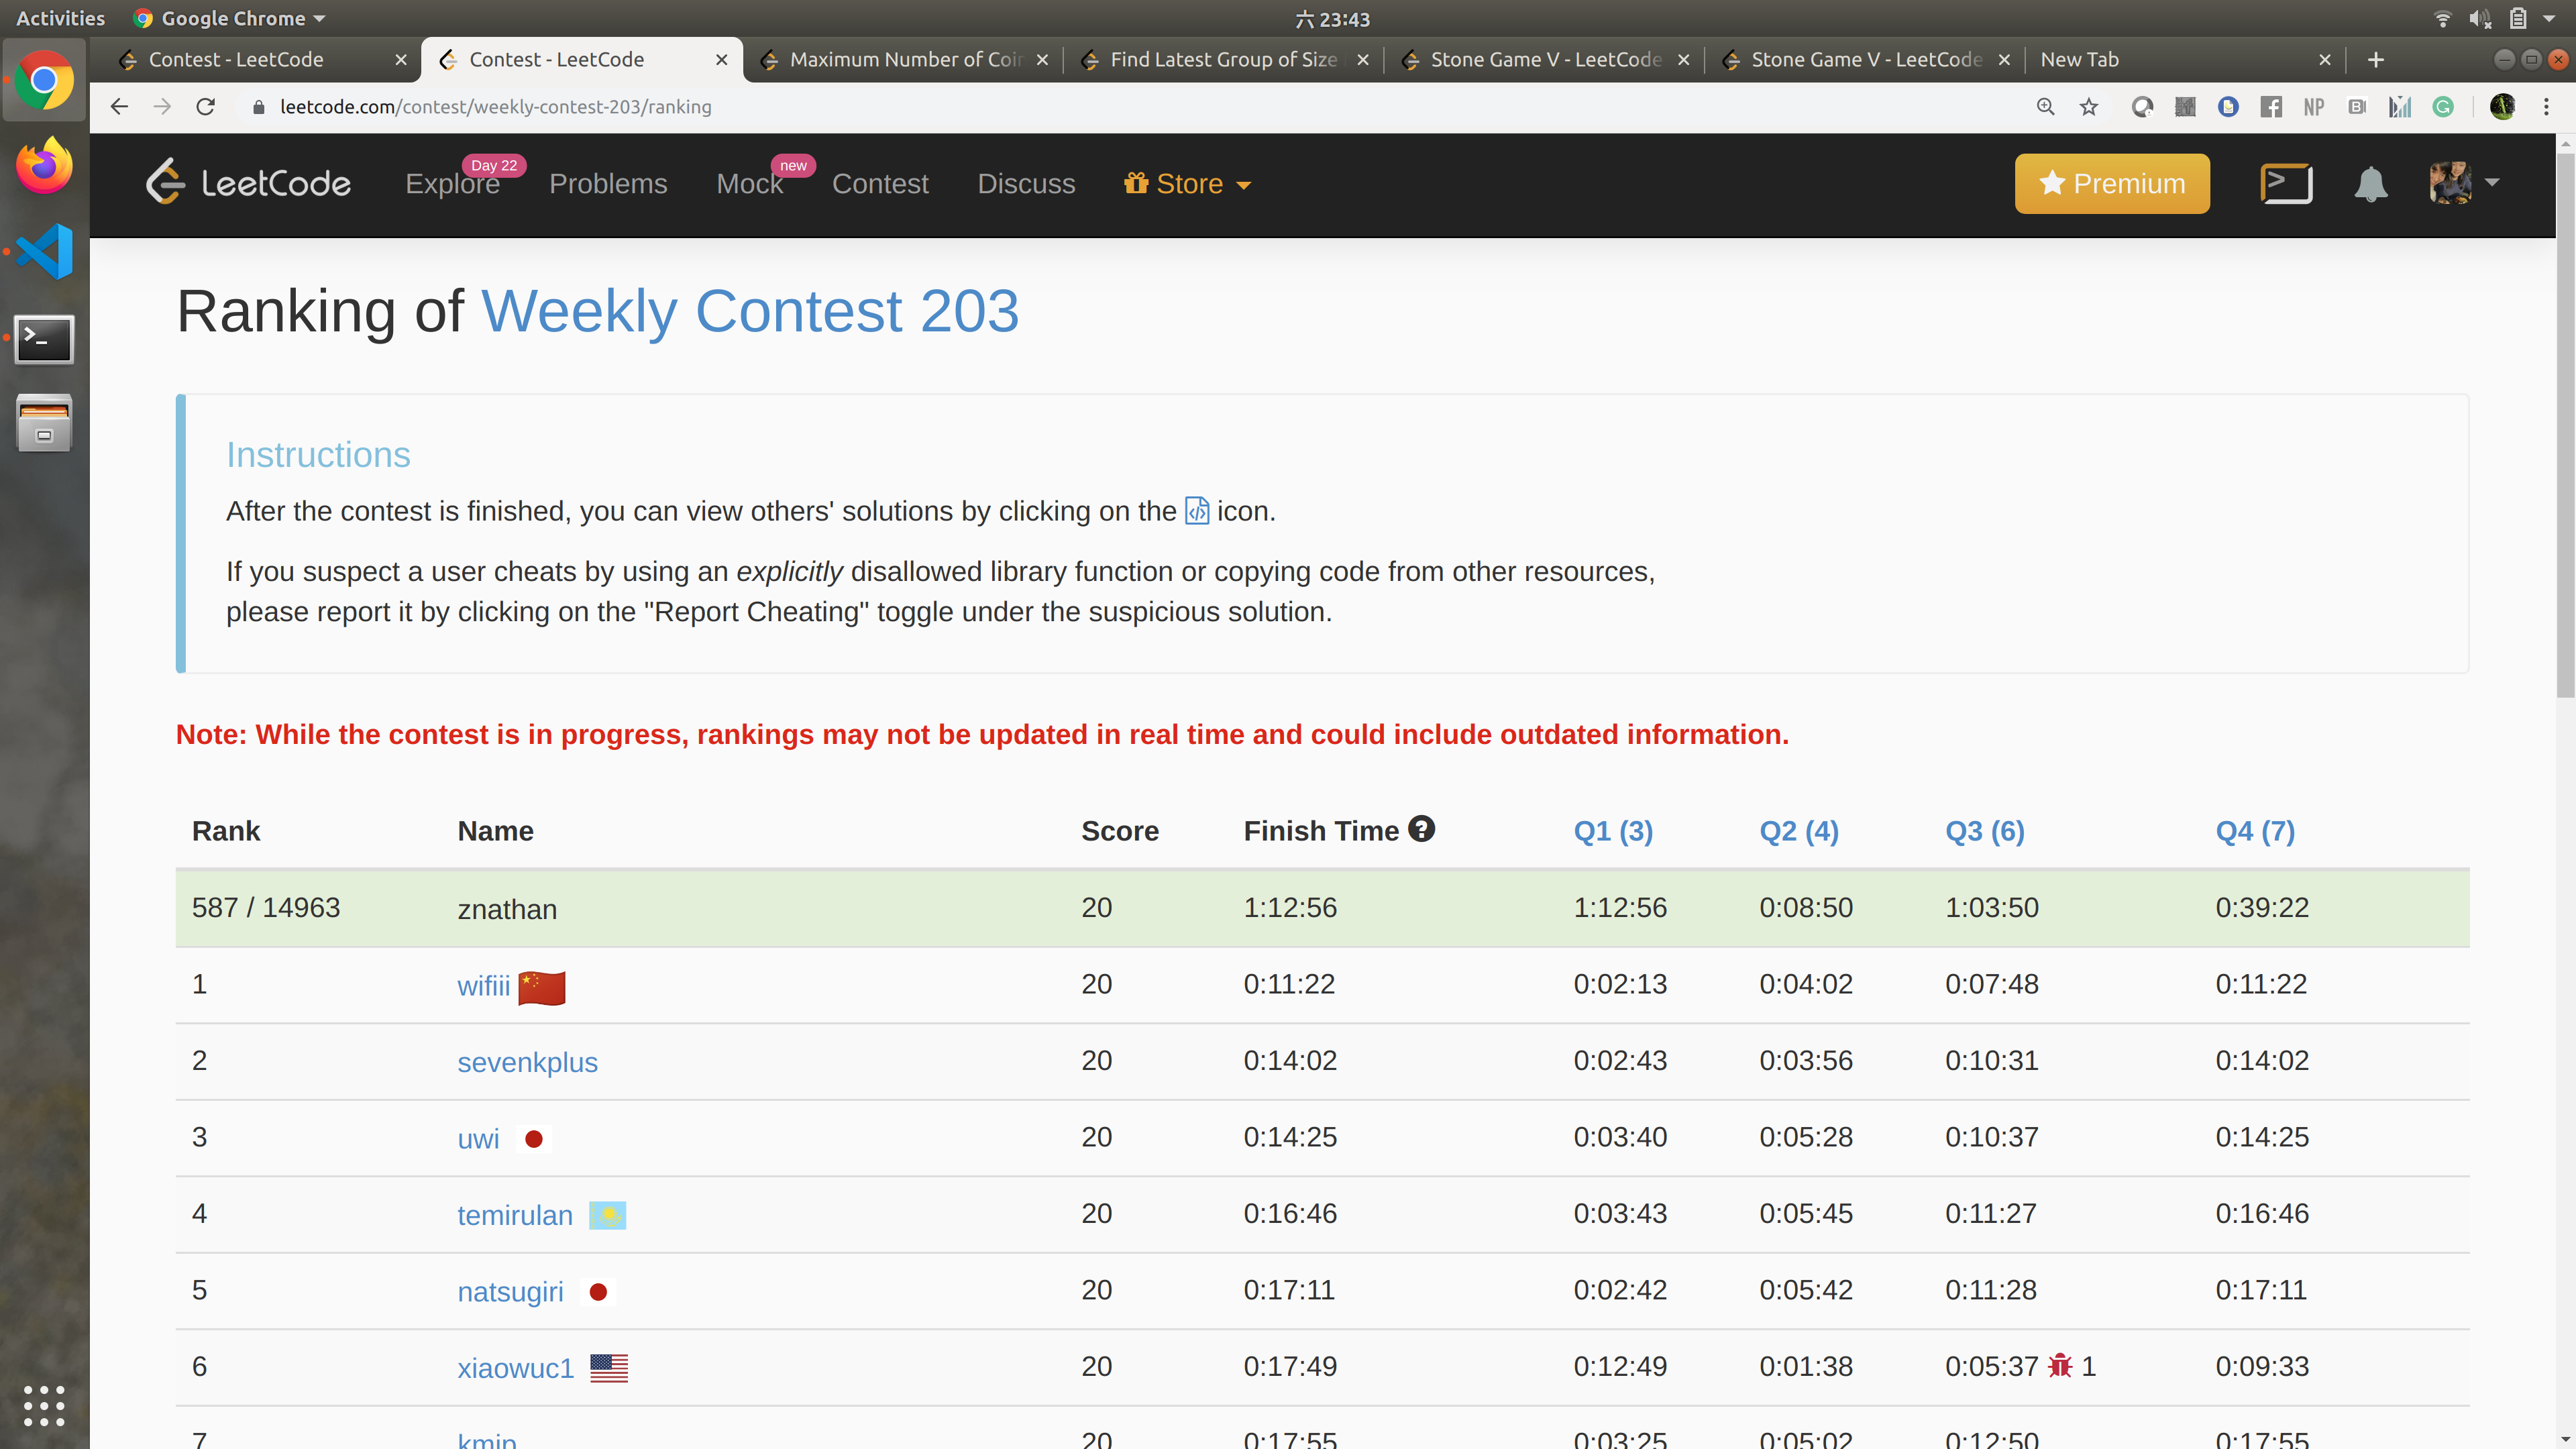 Activities
Google Chrome
六 23:43
Contest - LeetCode
Contest - LeetCode
Maximum Number of Coin
Find Latest Group of Size
Stone Game V - LeetCode
Stone Game V - LeetCode
New Tab
leetcode.com/contest/weekly-contest-203/ranking
NP
LeetCode
Explore Day 22
Problems
Mock new
Contest
Discuss
Store
Premium
Ranking of Weekly Contest 203
Instructions
After the contest is finished, you can view others' solutions by clicking on the icon.
If you suspect a user cheats by using an explicitly disallowed library function or copying code from other resources,
please report it by clicking on the "Report Cheating" toggle under the suspicious solution.
Note: While the contest is in progress, rankings may not be updated in real time and could include outdated information.
Rank Name Score Finish Time Q1 (3) Q2 (4) Q3 (6) Q4 (7)
587 / 14963 znathan 20 1:12:56 1:12:56 0:08:50 1:03:50 0:39:22
1 wifiii 20 0:11:22 0:02:13 0:04:02 0:07:48 0:11:22
2 sevenkplus 20 0:14:02 0:02:43 0:03:56 0:10:31 0:14:02
3 uwi 20 0:14:25 0:03:40 0:05:28 0:10:37 0:14:25
4 temirulan 20 0:16:46 0:03:43 0:05:45 0:11:27 0:16:46
5 natsugiri 20 0:17:11 0:02:42 0:05:42 0:11:28 0:17:11
6 xiaowuc1 20 0:17:49 0:12:49 0:01:38 0:05:37 1 0:09:33
7 kmjp 20 0:17:55 0:03:25 0:05:02 0:12:50 0:17:55